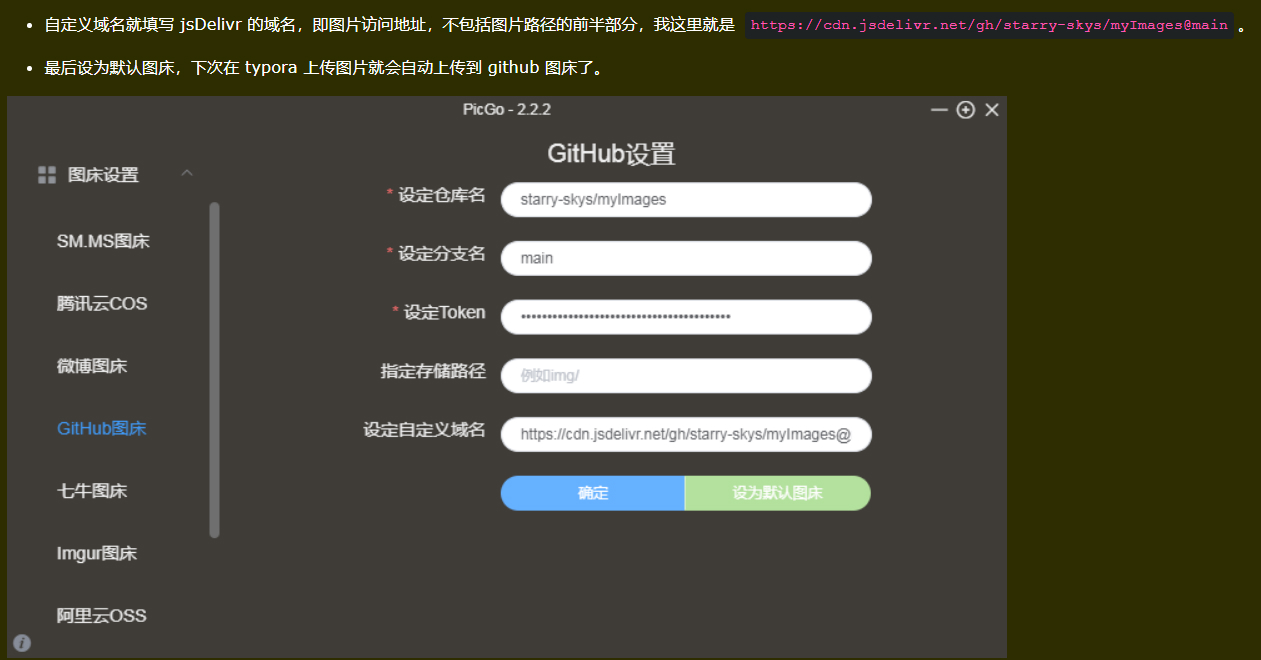 自定义域名就填写 jsDelivr 的域名，即图片访问地址，不包括图片路径的前半部分，我这里就是 https://cdn.jsdelivr.net/gh/starry-skys/myImages@main 。
最后设为默认图床，下次在 typora 上传图片就会自动上传到 github 图床了。
PicGo - 2.2.2
图床设置
SM.MS图床
腾讯云COS
微博图床
GitHub图床
七牛图床
Imgur图床
阿里云OSS
GitHub设置
* 设定仓库名 starry-skys/myImages
* 设定分支名 main
* 设定Token ••••••••••••••••••••••••••••••••••••••••
指定存储路径 例如img/
设定自定义域名 https://cdn.jsdelivr.net/gh/starry-skys/myImages@
确定 设为默认图床